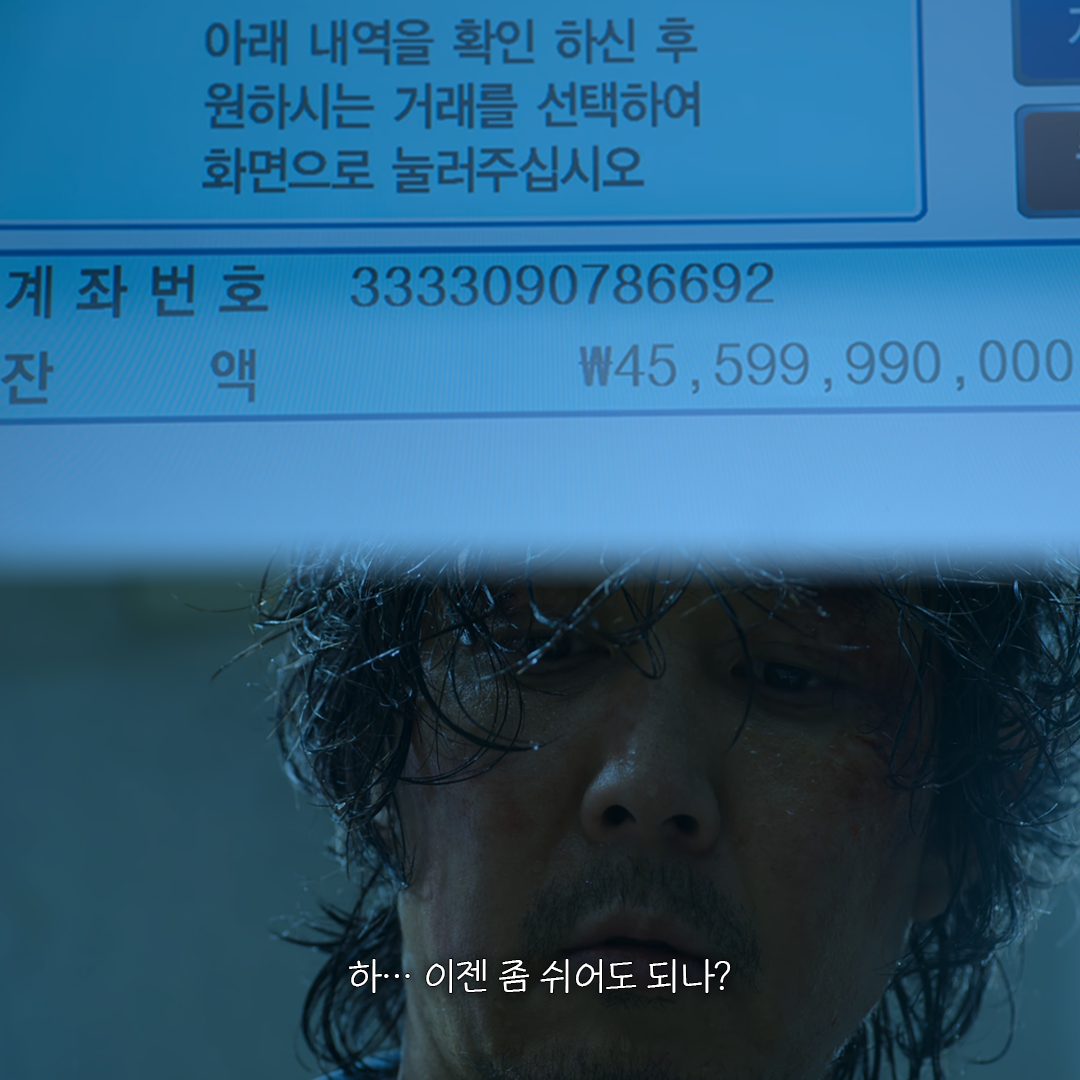 아래 내역을 확인 하신 후
원하시는 거래를 선택하여
화면으로 눌러주십시오
계좌번호 3333090786692
잔액 ₩45,599,990,000
하… 이젠 좀 쉬어도 되나?